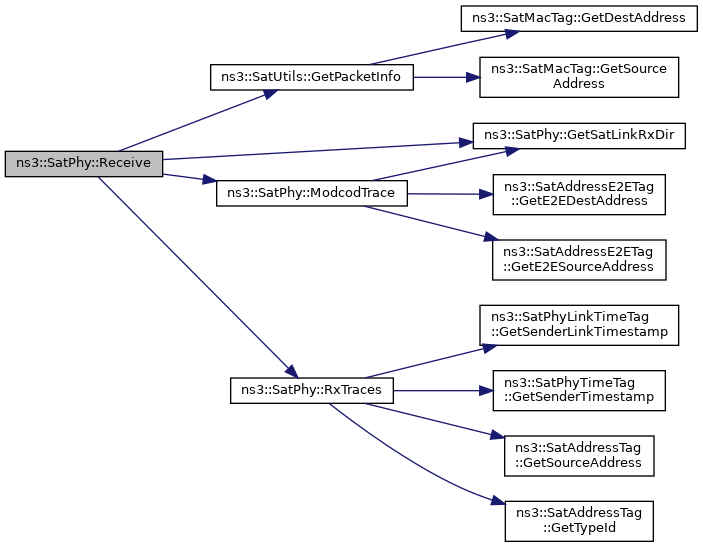 ns3::SatMacTag::GetDestAddress
ns3::SatUtils::GetPacketInfo
ns3::SatMacTag::GetSource
Address
ns3::SatPhy::GetSatLinkRxDir
ns3::SatPhy::Receive
ns3::SatPhy::ModcodTrace
ns3::SatAddressE2ETag
::GetE2EDestAddress
ns3::SatAddressE2ETag
::GetE2ESourceAddress
ns3::SatPhyLinkTimeTag
::GetSenderLinkTimestamp
ns3::SatPhy::RxTraces
ns3::SatPhyTimeTag
::GetSenderTimestamp
ns3::SatAddressTag
::GetSourceAddress
ns3::SatAddressTag
::GetTypeId